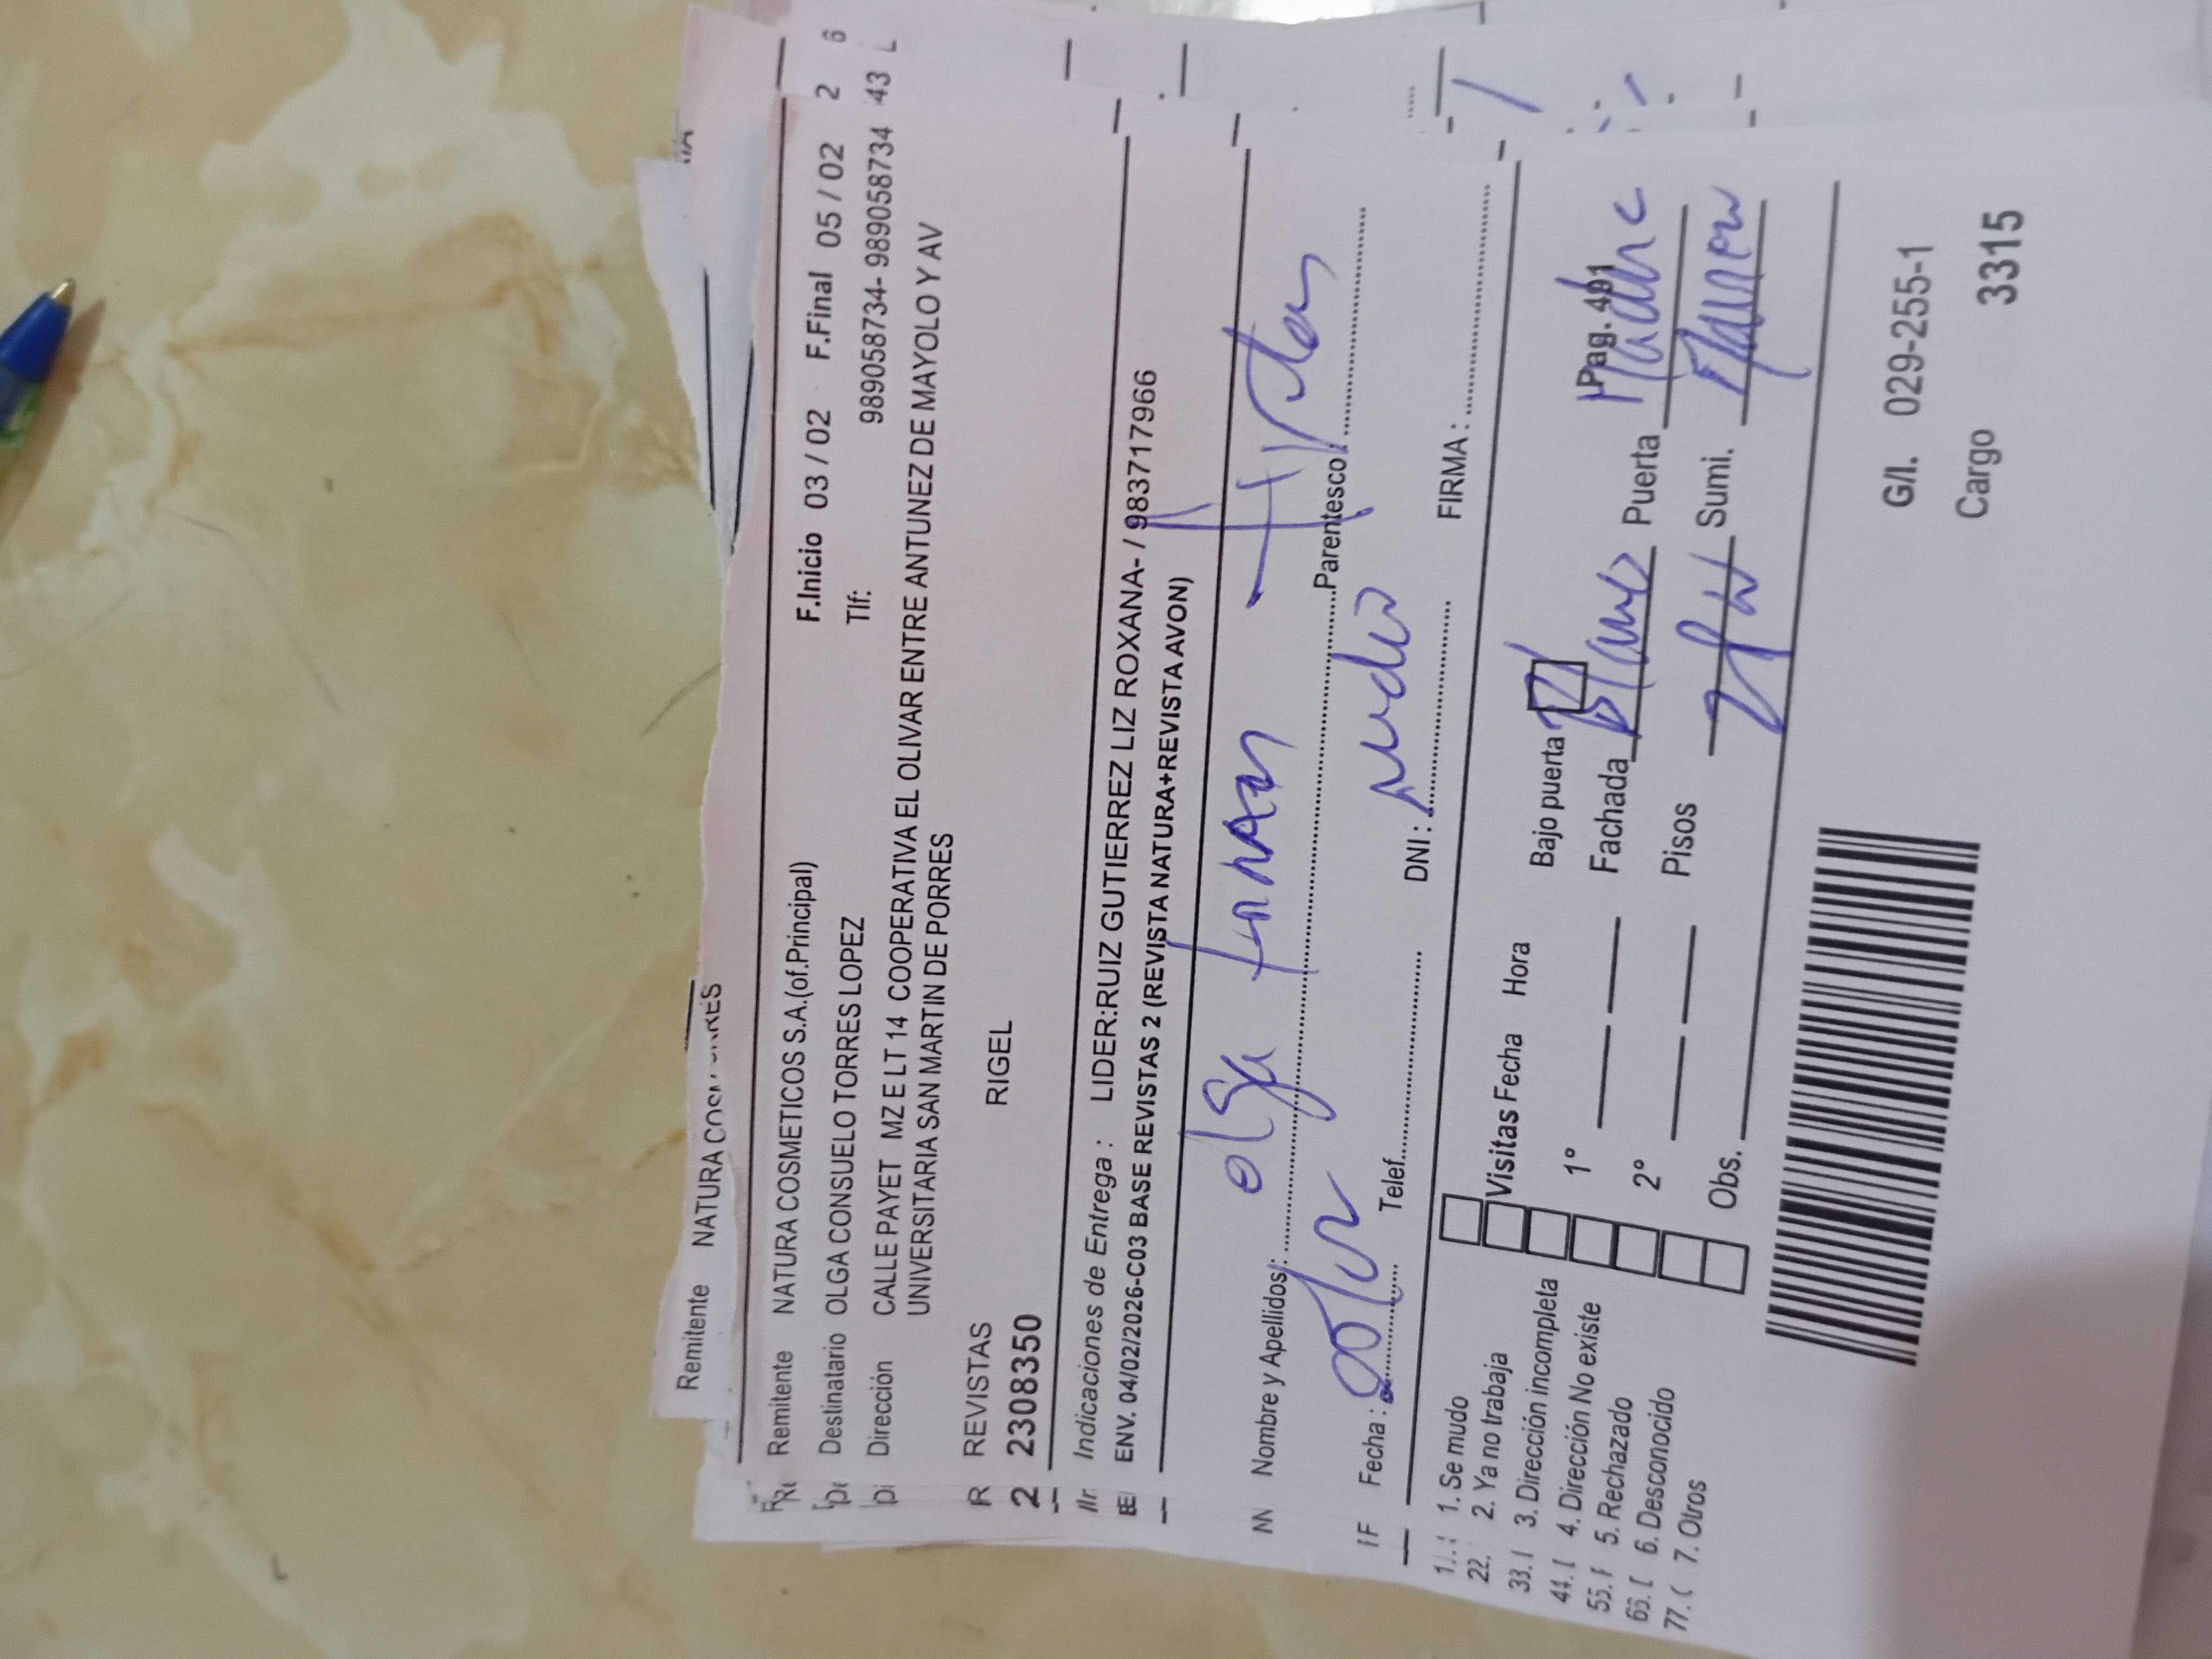 Remitente NATURA COSM
Remitente NATURA COSMETICOS S.A.(of.Principal) F.Inicio 03 / 02 F.Final 05 / 02
Destinatario OLGA CONSUELO TORRES LOPEZ Tlf: 989058734- 989058734
Dirección CALLE PAYET MZ E LT 14 COOPERATIVA EL OLIVAR ENTRE ANTUNEZ DE MAYOLO Y AV
UNIVERSITARIA SAN MARTIN DE PORRES
REVISTAS RIGEL
2308350
Indicaciones de Entrega : LIDER:RUIZ GUTIERREZ LIZ ROXANA- / 983717966
ENV. 04/02/2026-C03 BASE REVISTAS 2 (REVISTA NATURA+REVISTA AVON)
Nombre y Apellidos: olga
Parentesco:
Fecha: Telef. DNI: FIRMA:
1. Se mudo
2. Ya no trabaja
3. Dirección incompleta
4. Dirección No existe
5. Rechazado
6. Desconocido
7. Otros
Visitas Fecha Hora
1°
2°
Obs.
Bajo puerta Pag. 491
Fachada Blanco Puerta Madne
Pisos Sumi.
G/I. 029-255-1
Cargo 3315